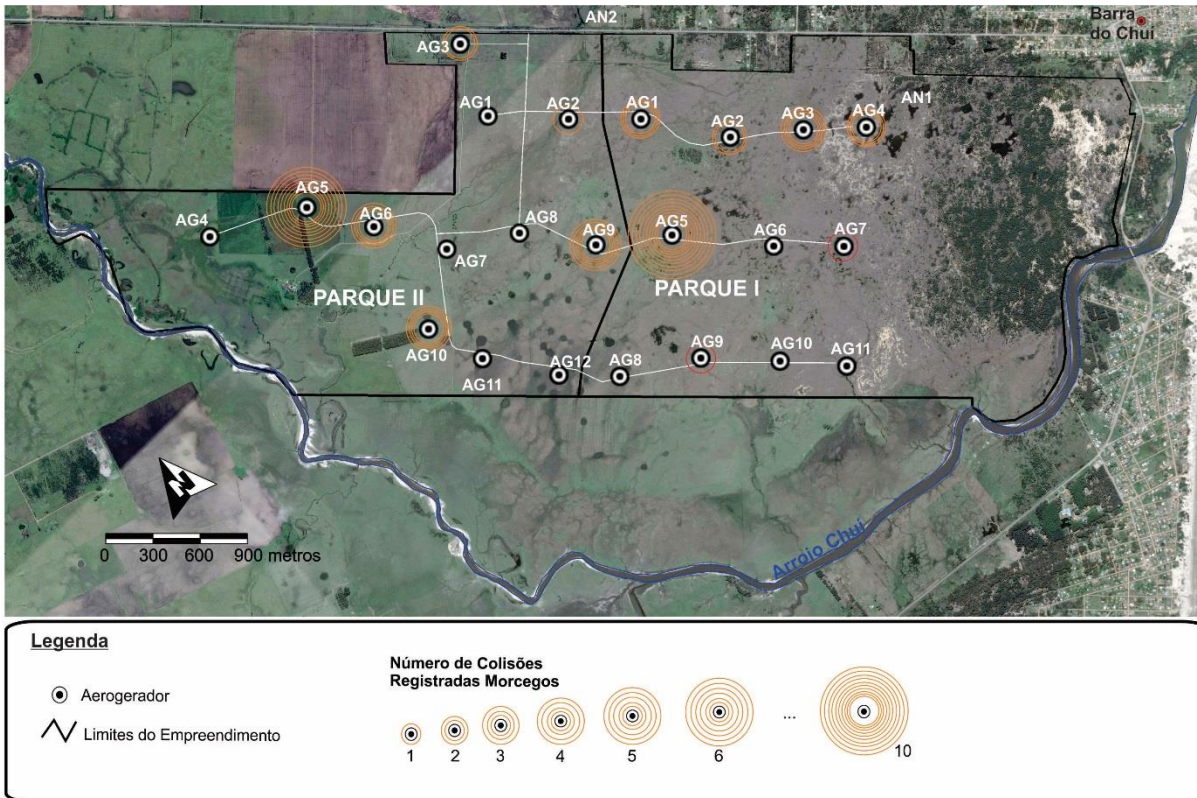 AN2
Barra
do Chuí
AG3
AG1
AG2
AG1
AG2
AG3
AG4
AN1
AG5
AG4
AG6
AG7
AG8
AG9
AG5
AG6
AG7
PARQUE II
PARQUE I
AG10
AG11
AG12
AG8
AG9
AG10
AG11
N
0 300 600 900 metros
Arroio Chuí
Legenda
Aerogerador
Limites do Empreendimento
Número de Colisões
Registradas Morcegos
1 2 3 4 5 6 ... 10